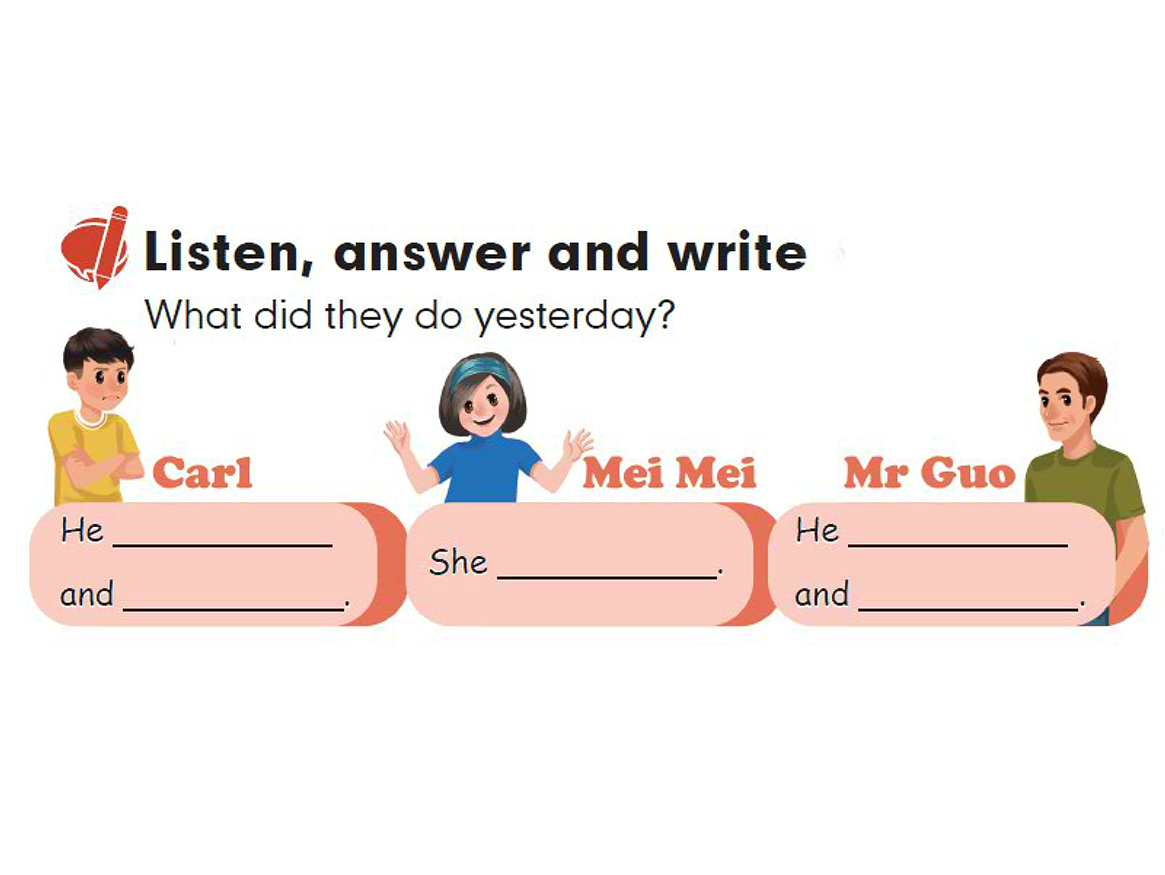 Listen, answer and write
What did they do yesterday?
Carl
He ____________
and ____________.
Mei Mei
She ____________.
Mr Guo
He ____________
and ____________.